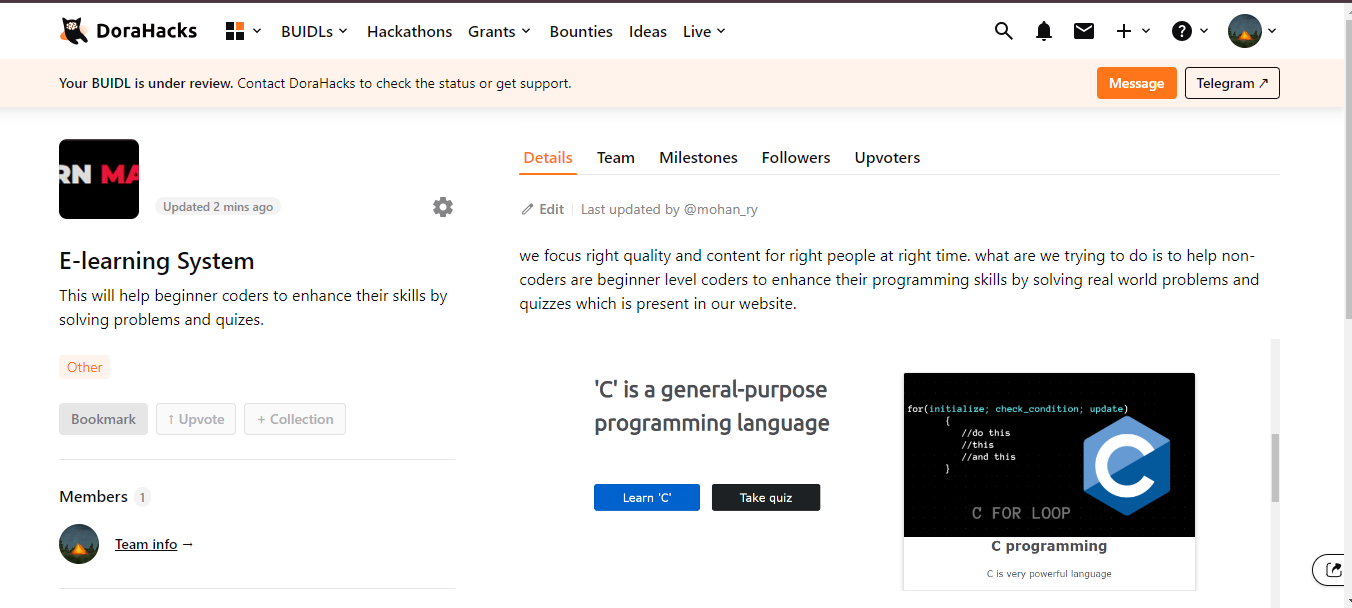 DoraHacks
BUIDLs
Hackathons
Grants
Bounties
Ideas
Live
Your BUIDL is under review. Contact DoraHacks to check the status or get support.
Message
Telegram ↗
RN MA
Updated 2 mins ago
E-learning System
This will help beginner coders to enhance their skills by
solving problems and quizes.
Other
Bookmark
↑ Upvote
+ Collection
Members 1
Team info →
Details
Team
Milestones
Followers
Upvoters
Edit
Last updated by @mohan_ry
we focus right quality and content for right people at right time. what are we trying to do is to help non-
coders are beginner level coders to enhance their programming skills by solving real world problems and
quizzes which is present in our website.
'C' is a general-purpose
programming language
Learn 'C'
Take quiz
for(initialize; check_condition; update)
{
//do this
//this
//and this
}
C
C FOR LOOP
C programming
C is very powerful language